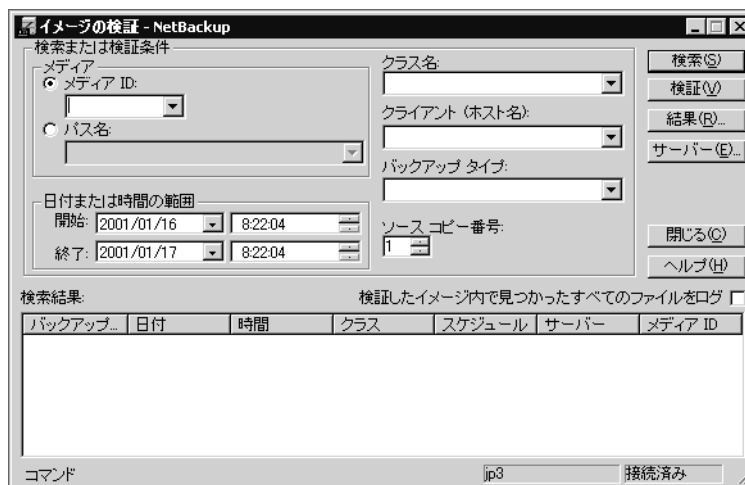 イメージの検証 - NetBackup
検索または検証条件
メディア
メディア ID:
パス名:
日付または時間の範囲
開始: 2001/01/16 8:22:04
終了: 2001/01/17 8:22:04
クラス名:
クライアント (ホスト名):
バックアップ タイプ:
ソース コピー番号:
1
検索(S)
検証(V)
結果(R)...
サーバー(E)...
閉じる(C)
ヘルプ(H)
検索結果: 検証したイメージ内で見つかったすべてのファイルをログ
バックアップ... 日付 時間 クラス スケジュール サーバー メディア ID
コマンド jp3 接続済み